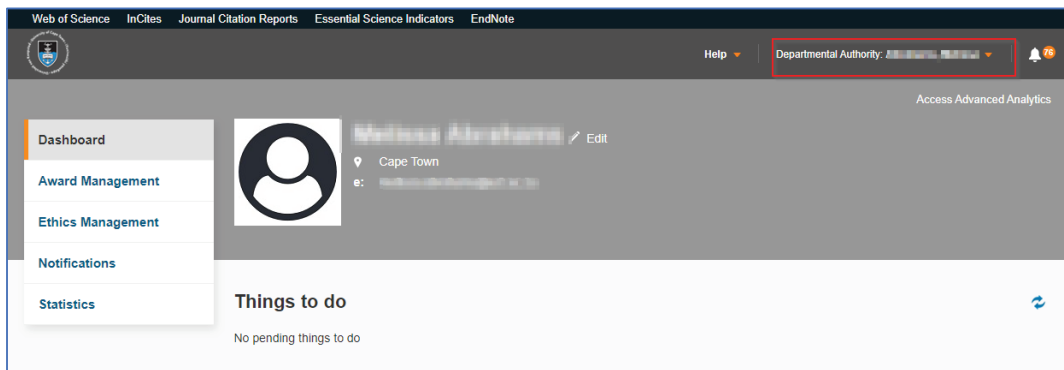 Web of Science InCites Journal Citation Reports Essential Science Indicators EndNote
Help Departmental Authority: 76
Access Advanced Analytics
Dashboard
Edit
Cape Town
Award Management
e:
Ethics Management
Notifications
Statistics
Things to do
No pending things to do